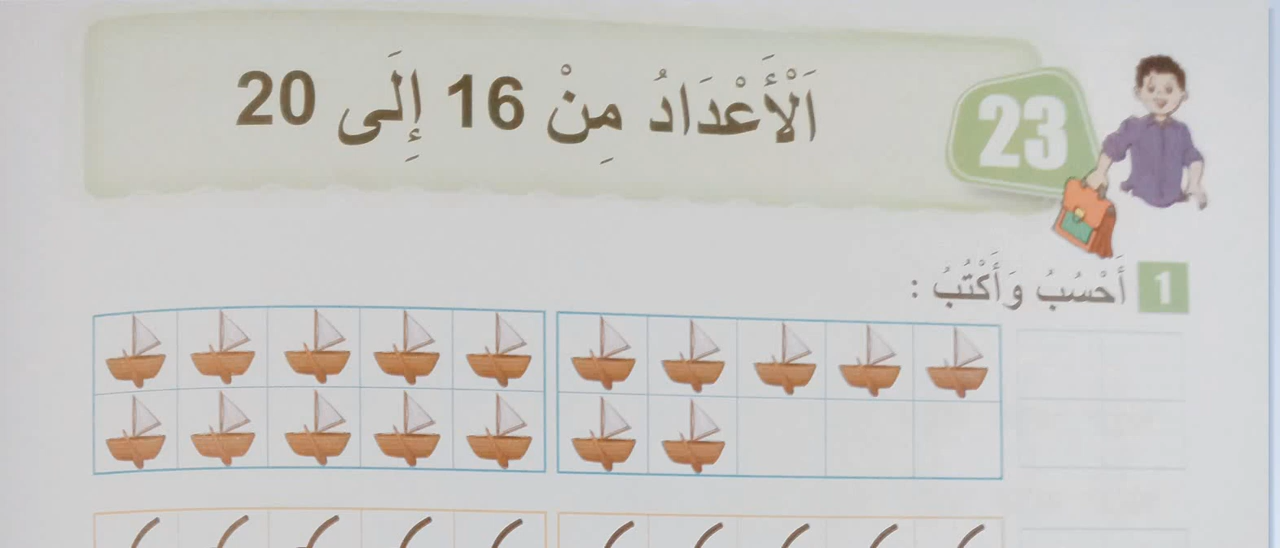 اَلْأَعْدَادُ مِنْ 16 إِلَى 20
23
1 أَحْسُبُ وَأَكْتُبُ :